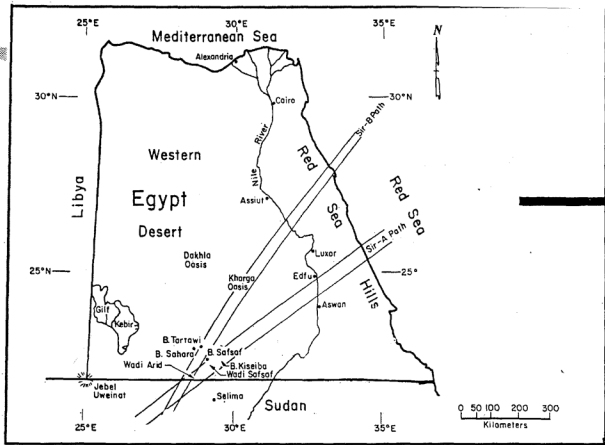 25°E
30°E
35°E
Mediterranean Sea
N
Alexandria
30°N
30°N
Cairo
Sir-B Path
Western
River
Nile
Red
Sea
Hills
Red Sea
Libya
Egypt
Assiut
Desert
Sir-A Path
Dakhla
Oasis
Luxor
25°N
Kharga
Oasis
Edfu
25°
Aswan
Gilf
Kebir
B. Tarfawi
B. Sahara
B. Safsaf
B. Kiseiba
Wadi Arid
Wadi Safsaf
Jebel
Uweinat
Selima
Sudan
25°E
30°E
35°E
0 50 100 200 300
Kilometers